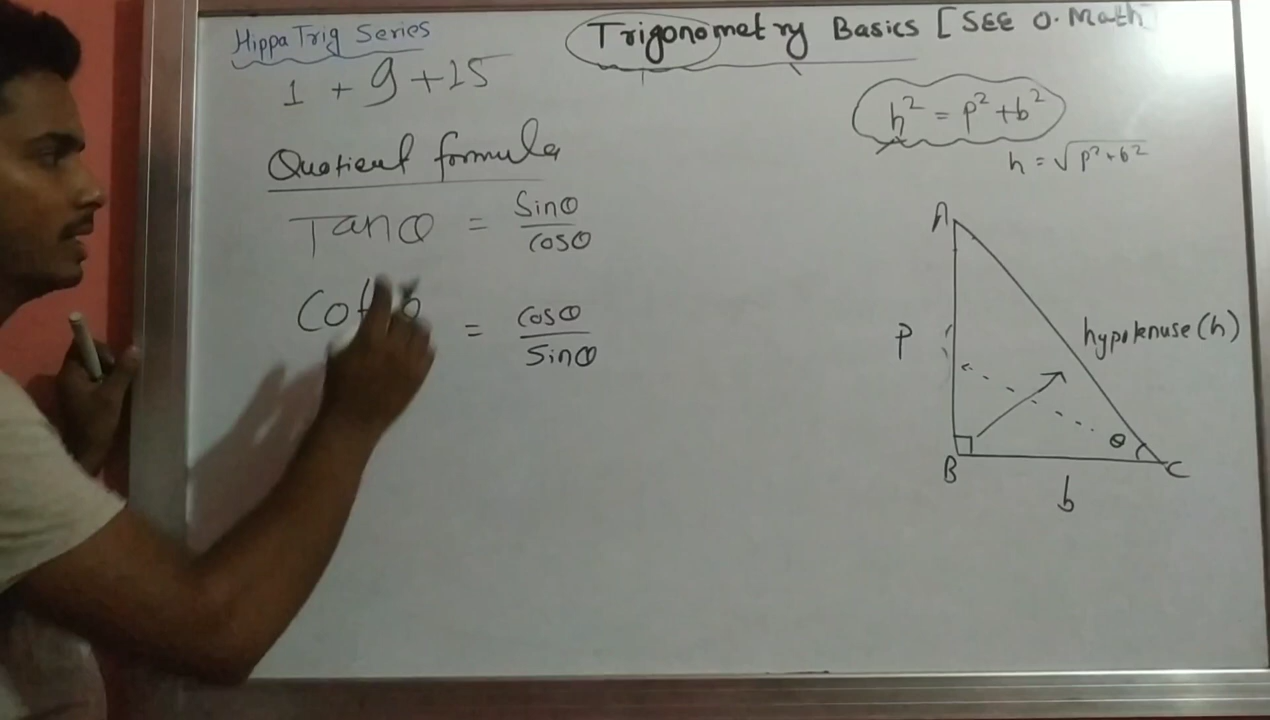 Hippa Trig Series
Trigonometry Basics [SEE O. Math
1 + 9 + 15
h² = p² + b²
h = √p² + b²
Quotient formula
Tanθ = Sinθ/cosθ
Cotθ = cosθ/Sinθ
A
P
hypotenuse (h)
θ
B
C
b